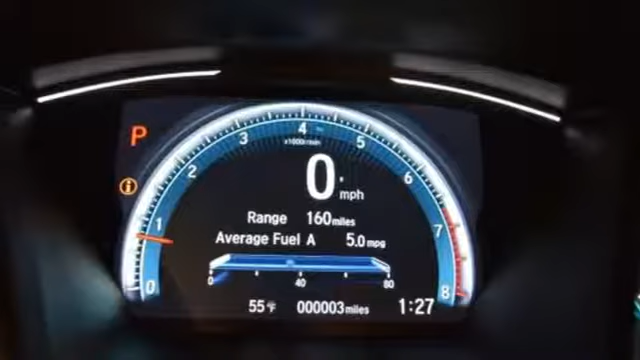 P
4
x1000r/min
3
5
2
6
0 mph
1
7
Range 160 miles
Average Fuel A 5.0 mpg
0
8
0 40 80
55°F 000003 miles 1:27